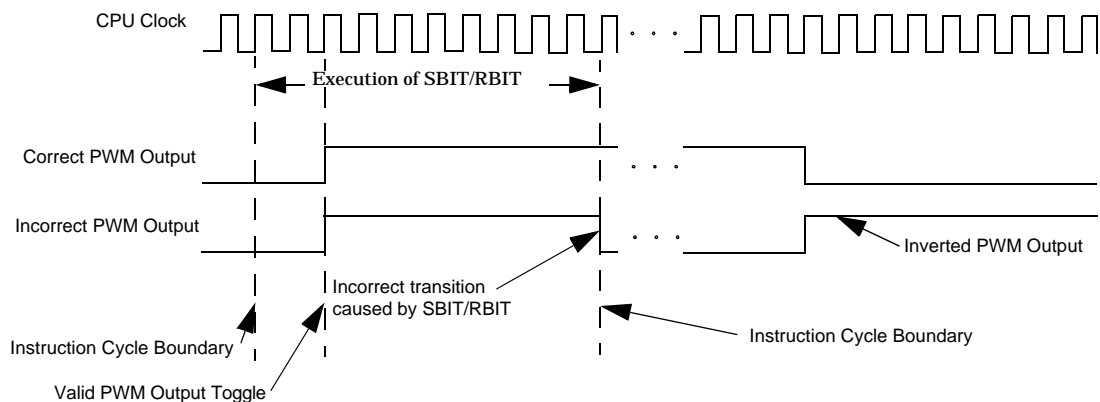 CPU Clock
Execution of SBIT/RBIT
Correct PWM Output
Incorrect PWM Output
Inverted PWM Output
Incorrect transition
caused by SBIT/RBIT
Instruction Cycle Boundary
Instruction Cycle Boundary
Valid PWM Output Toggle